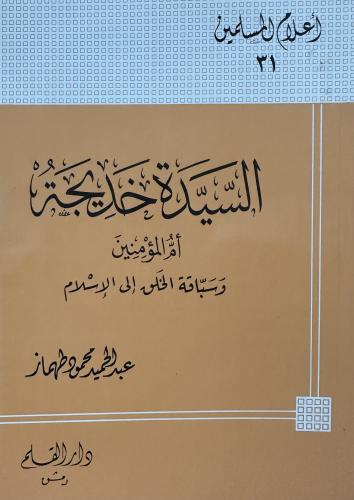 أعلام المسلمين
٣١
السيدة خديجة
أم المؤمنين
وسباقة الخلق إلى الإسلام
عبد الحميد محمود طهماز
دار القلم
دمشق